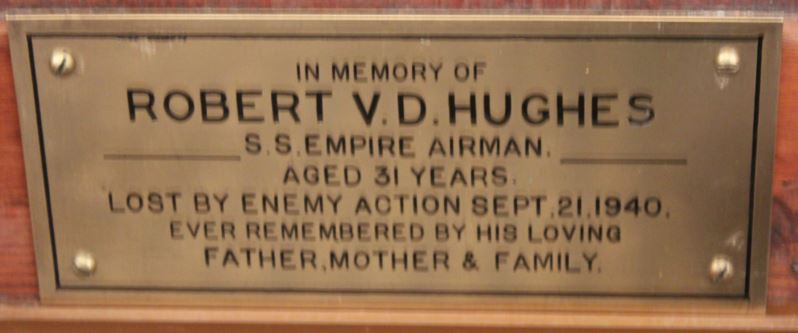 IN MEMORY OF
ROBERT V.D. HUGHES
S.S. EMPIRE AIRMAN.
AGED 31 YEARS.
LOST BY ENEMY ACTION SEPT. 21. 1940.
EVER REMEMBERED BY HIS LOVING
FATHER, MOTHER & FAMILY.